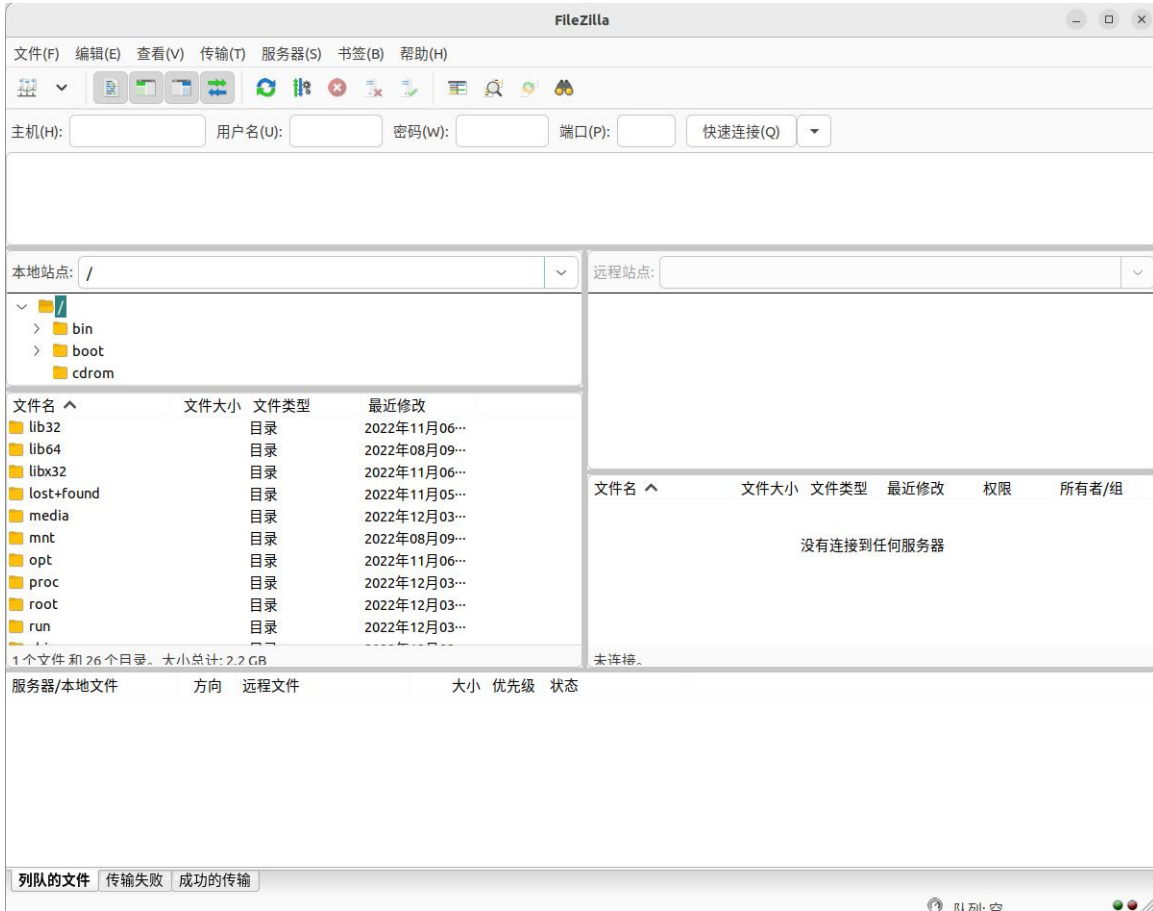 FileZilla
文件(F) 编辑(E) 查看(V) 传输(T) 服务器(S) 书签(B) 帮助(H)
主机(H): 用户名(U): 密码(W): 端口(P): 快速连接(Q)
本地站点: /
/
bin
boot
cdrom
文件名 文件大小 文件类型 最近修改
lib32 目录 2022年11月06…
lib64 目录 2022年08月09…
libx32 目录 2022年11月06…
lost+found 目录 2022年11月05…
media 目录 2022年12月03…
mnt 目录 2022年08月09…
opt 目录 2022年11月06…
proc 目录 2022年12月03…
root 目录 2022年12月03…
run 目录 2022年12月03…
1个文件 和 26 个目录。大小总计: 2.2 GB
远程站点:
文件名 文件大小 文件类型 最近修改 权限 所有者/组
没有连接到任何服务器
未连接。
服务器/本地文件 方向 远程文件 大小 优先级 状态
列队的文件 传输失败 成功的传输
队列: 空